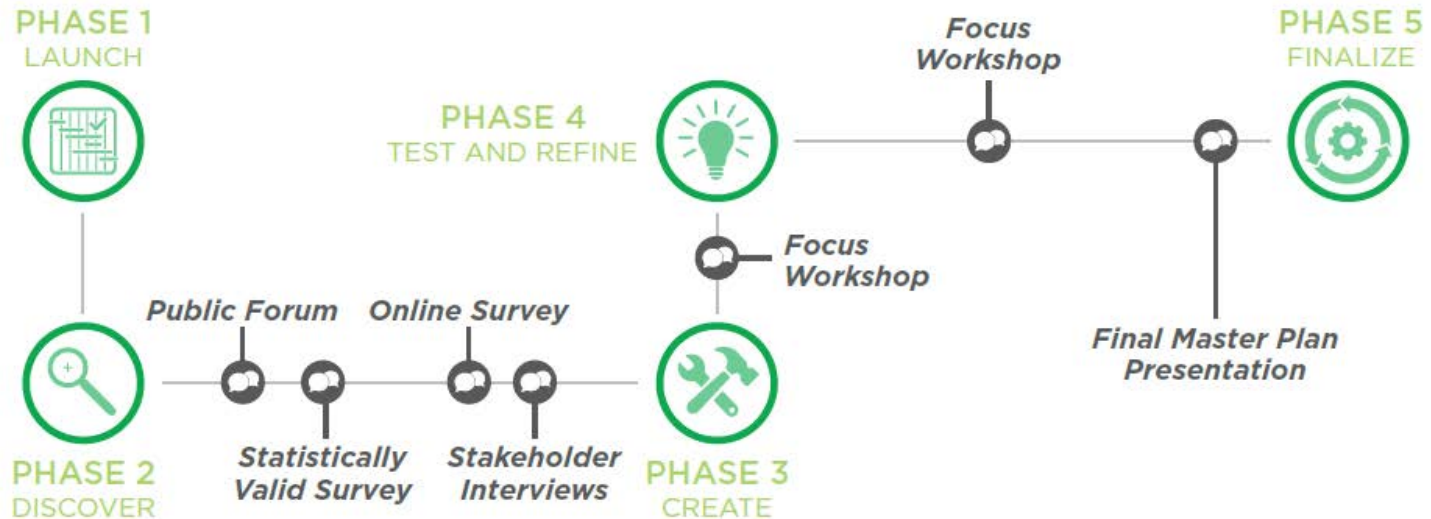 PHASE 1
LAUNCH
PHASE 2
DISCOVER
Public Forum
Statistically
Valid Survey
Online Survey
Stakeholder
Interviews
PHASE 3
CREATE
Focus
Workshop
PHASE 4
TEST AND REFINE
Focus
Workshop
Final Master Plan
Presentation
PHASE 5
FINALIZE